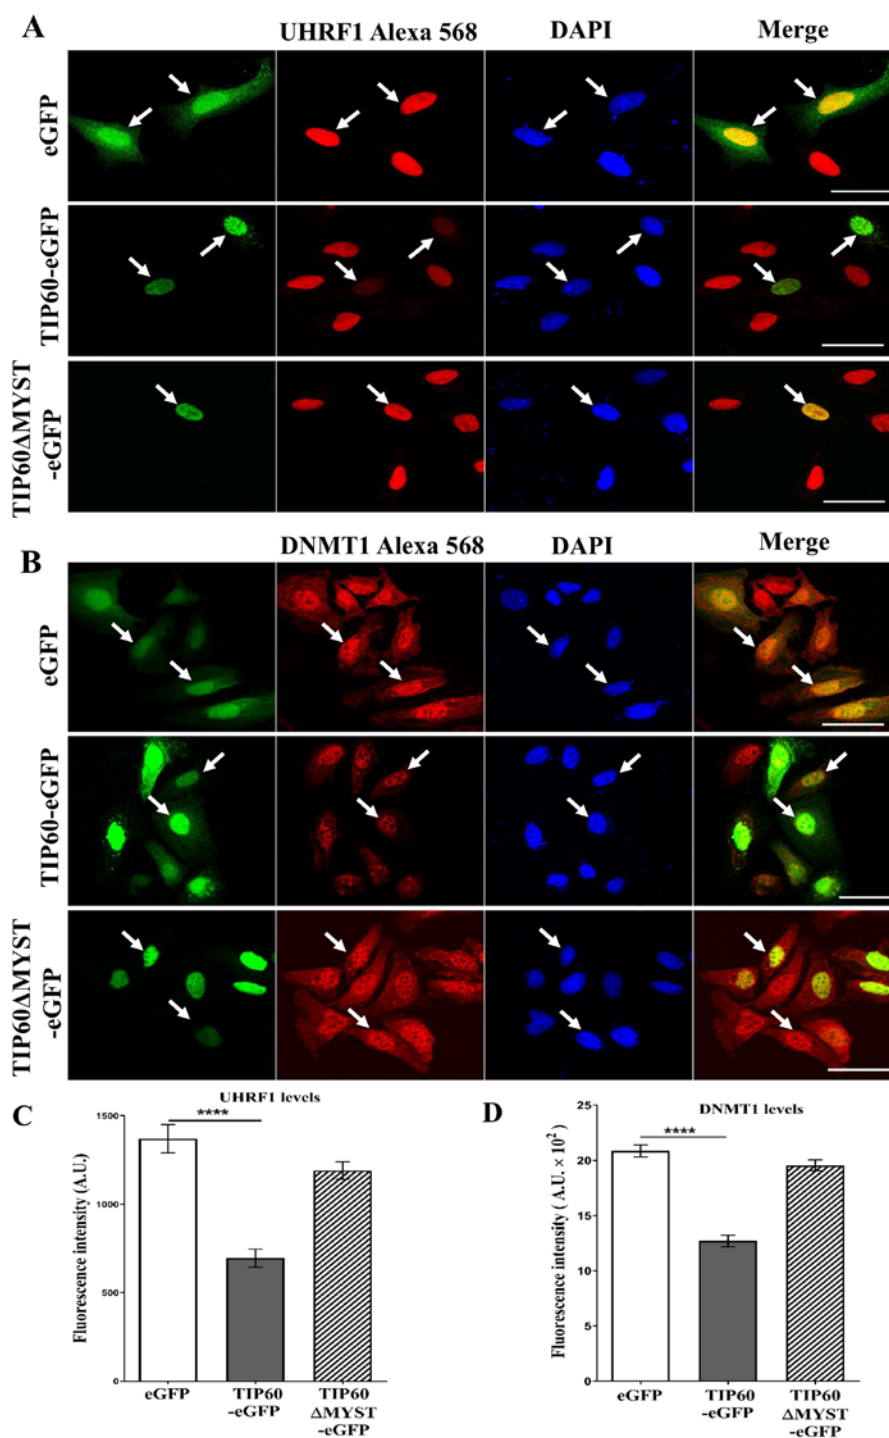 A
UHRF1 Alexa 568 DAPI Merge
eGFP
TIP60-eGFP
TIP60ΔMYST
-eGFP
B
DNMT1 Alexa 568 DAPI Merge
eGFP
TIP60-eGFP
TIP60ΔMYST
-eGFP
C
UHRF1 levels
****
Fluorescence intensity (A.U.)
1500
1000
500
0
eGFP
TIP60
-eGFP
TIP60
ΔMYST
-eGFP
D
DNMT1 levels
****
Fluorescence intensity ( A.U. × 10²)
25
20
15
10
5
0
eGFP
TIP60
-eGFP
TIP60
ΔMYST
-eGFP